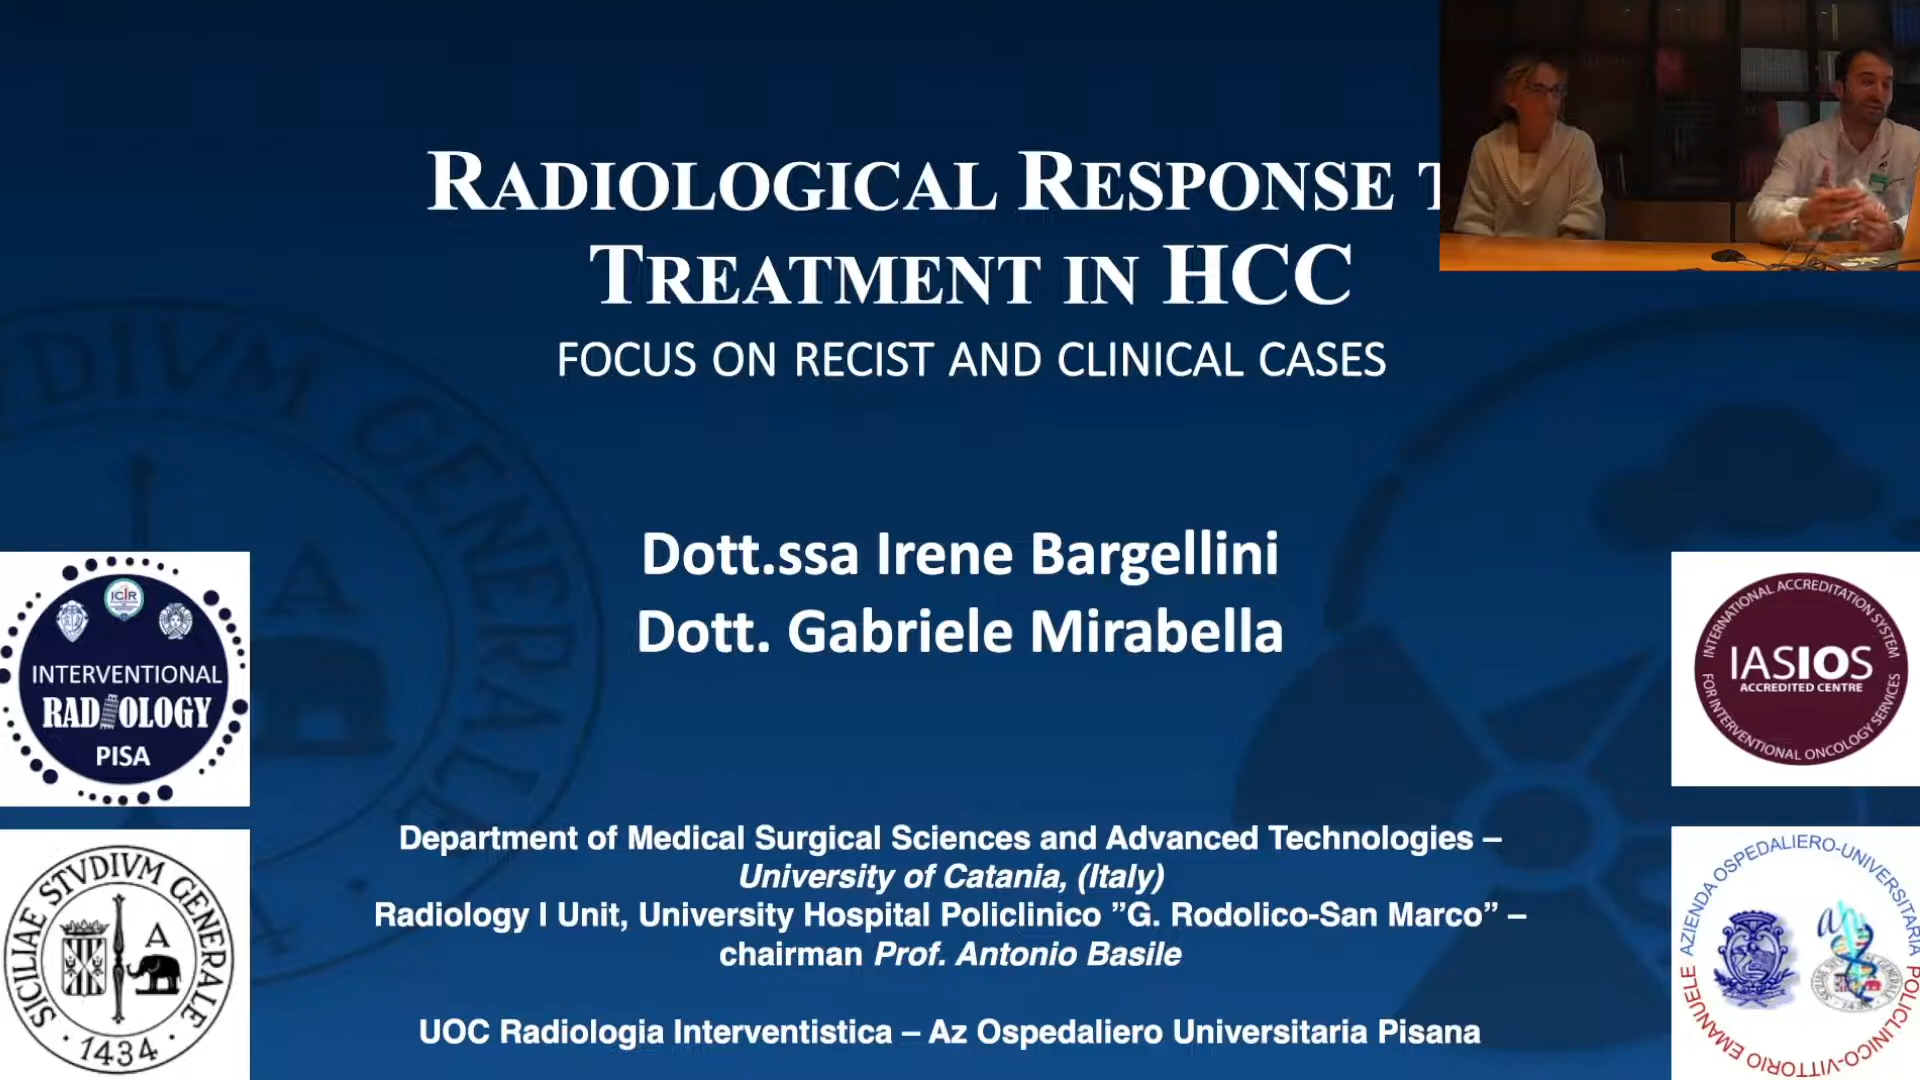 RADIOLOGICAL RESPONSE T
TREATMENT IN HCC
FOCUS ON RECIST AND CLINICAL CASES
Dott.ssa Irene Bargellini
Dott. Gabriele Mirabella
ICIR
INTERVENTIONAL
RADIOLOGY
PISA
INTERNATIONAL ACCREDITATION SYSTEM
IASIOS
ACCREDITED CENTRE
FOR INTERVENTIONAL ONCOLOGY SERVICES
Department of Medical Surgical Sciences and Advanced Technologies –
University of Catania, (Italy)
Radiology I Unit, University Hospital Policlinico ”G. Rodolico-San Marco” –
chairman Prof. Antonio Basile
UOC Radiologia Interventistica – Az Ospedaliero Universitaria Pisana
SICILIAE STVDIVM GENERALE
A
· 1434 ·
AZIENDA OSPEDALIERO-UNIVERSITARIA
POLICLINICO-VITTORIO EMANUELE
STVDIVM GENERALE
A